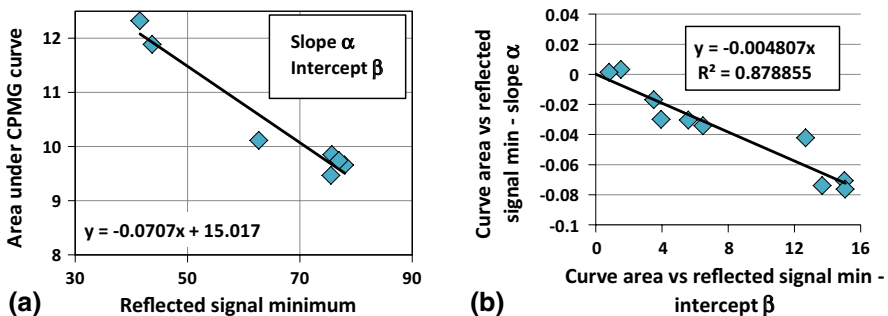 12
11
10
9
8
30
50
70
90
Area under CPMG curve
Slope α
Intercept β
y = -0.0707x + 15.017
Reflected signal minimum
(a)
0.04
0.02
0
-0.02
-0.04
-0.06
-0.08
-0.1
0
4
8
12
16
Curve area vs reflected
signal min - slope α
y = -0.004807x
R² = 0.878855
Curve area vs reflected signal min -
intercept β
(b)